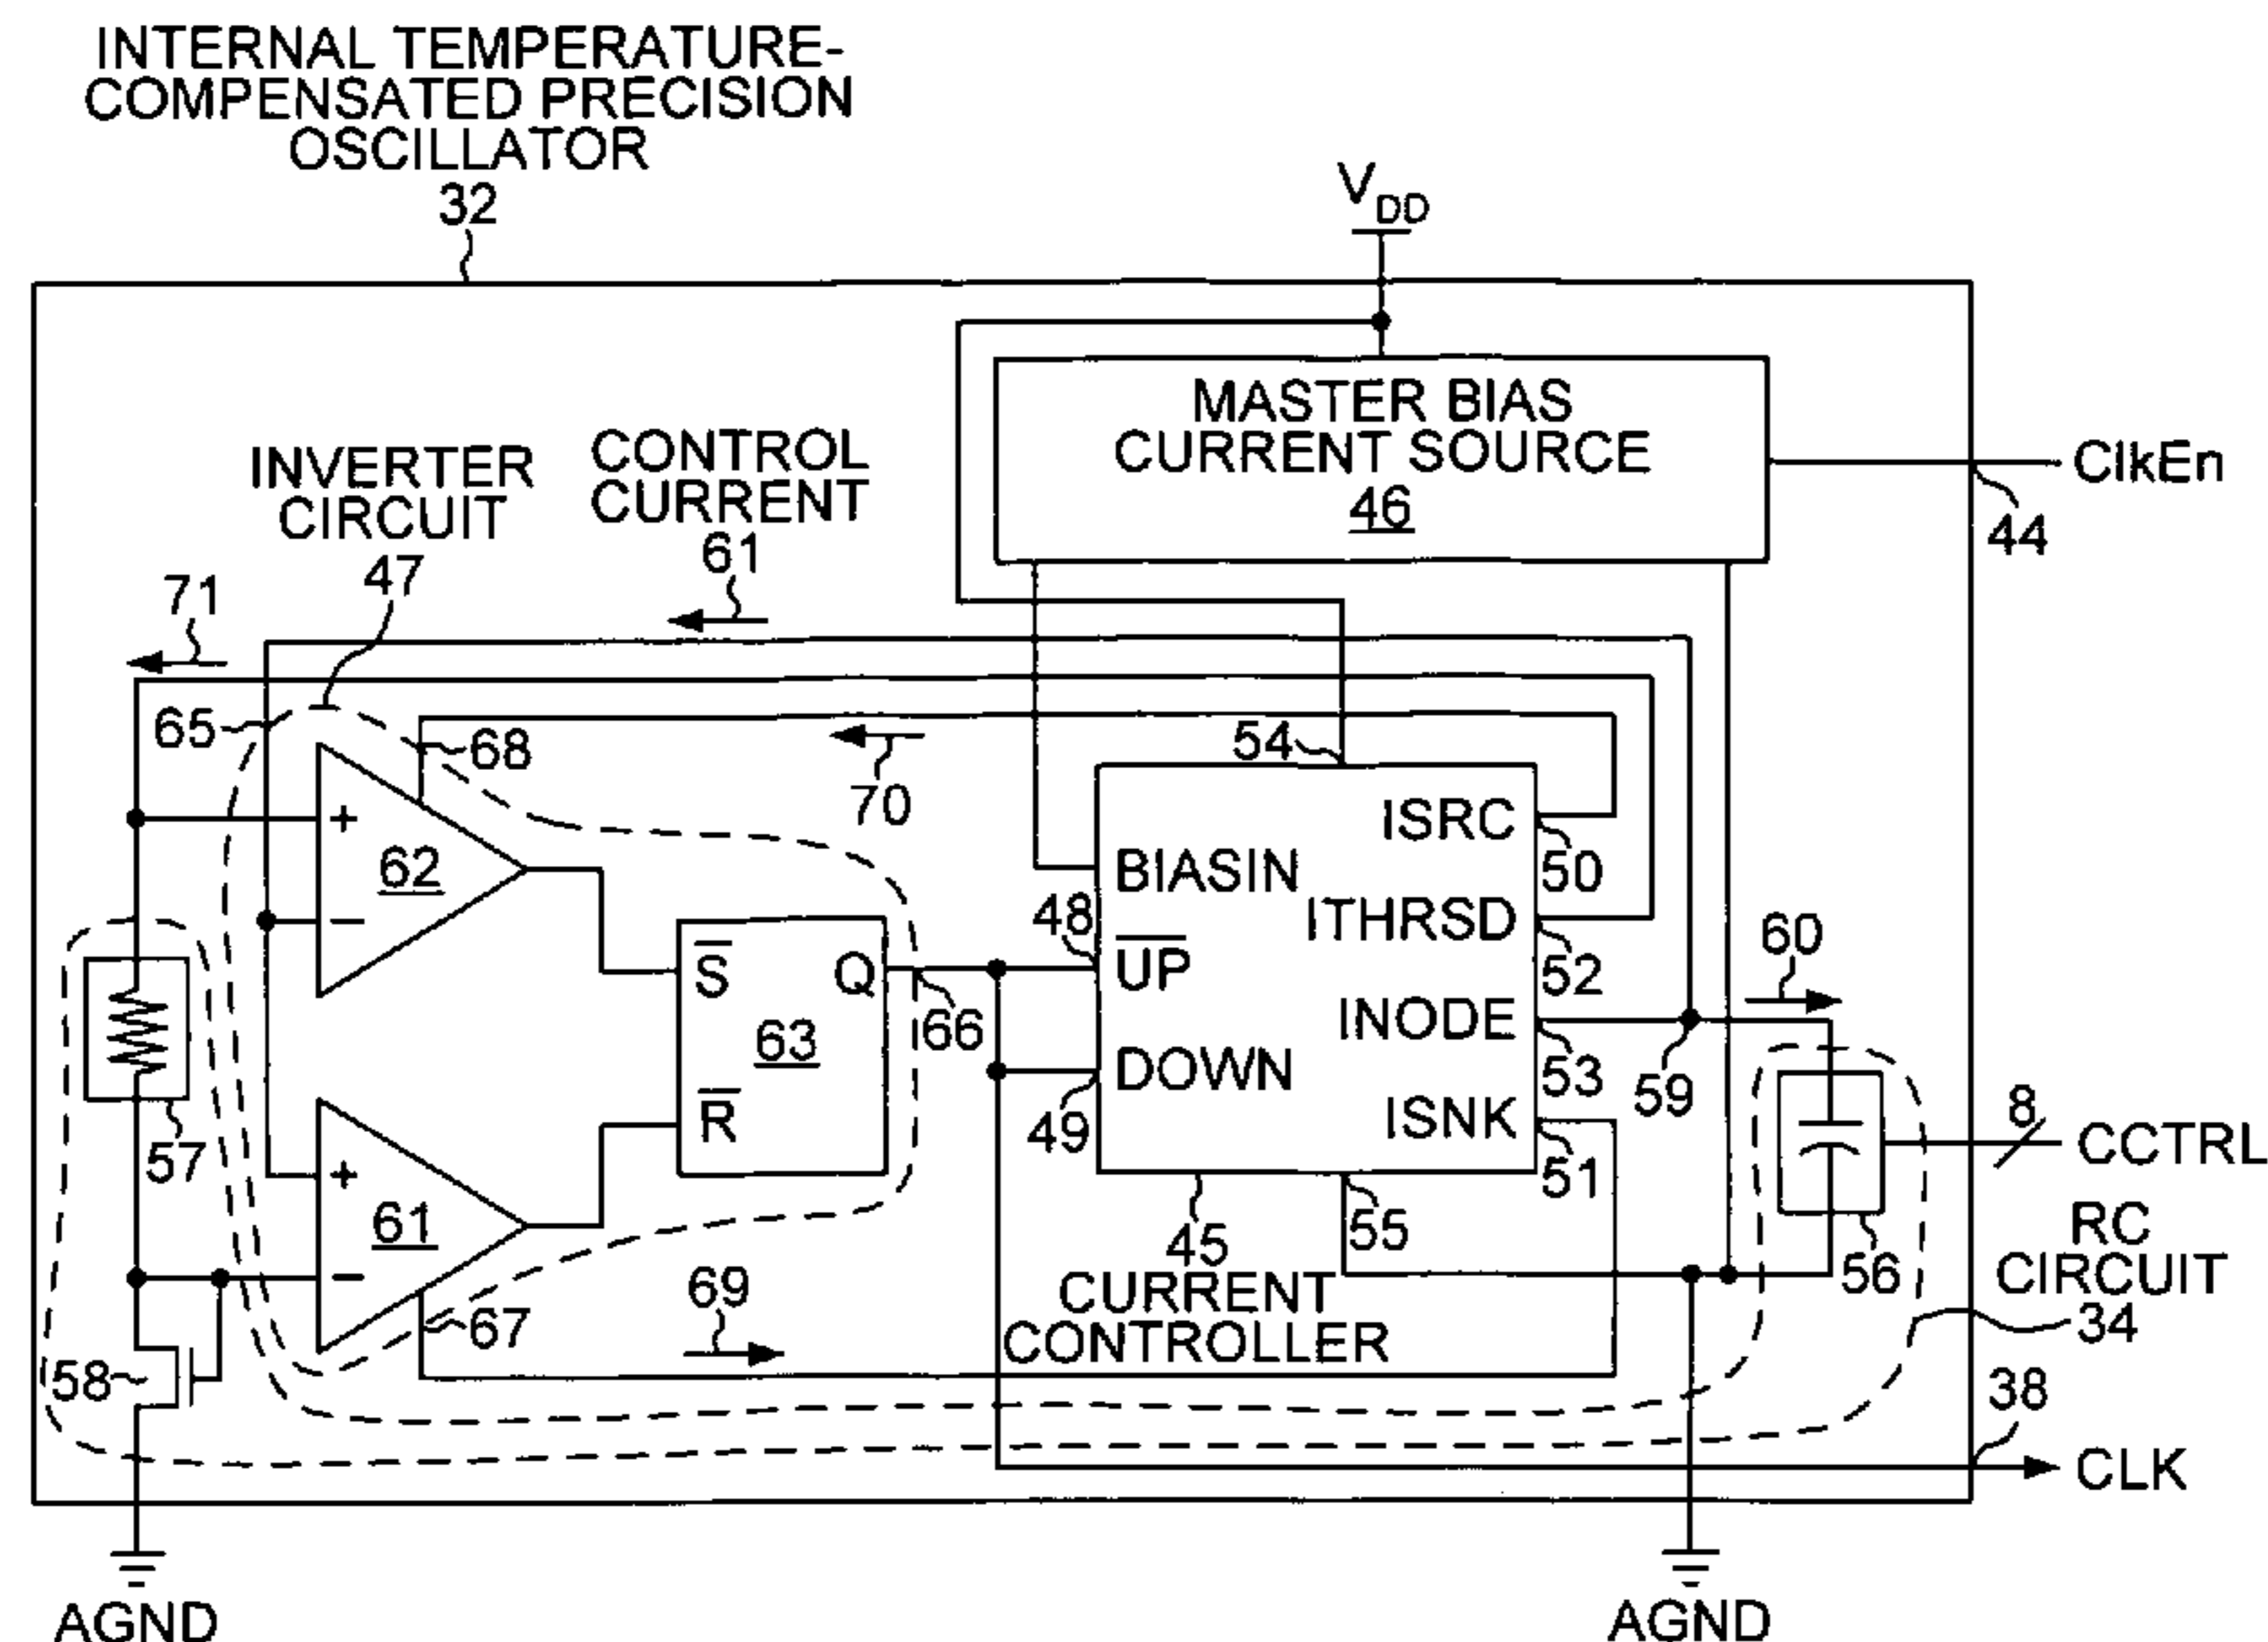 INTERNAL TEMPERATURE-
COMPENSATED PRECISION
OSCILLATOR
32
V_DD
MASTER BIAS
CURRENT SOURCE
46
ClkEn
44
INVERTER
CIRCUIT
47
CONTROL
CURRENT
61
71
65
68
70
54
+
62
−
ISRC
50
BIASIN
48
ITHRSD
52
60
S̅
Q
63
66
U̅P̅
INODE
53
59
57
R̅
DOWN
49
ISNK
51
8
CCTRL
+
61
−
45
CURRENT
CONTROLLER
55
56
RC
CIRCUIT
34
69
67
58
38
CLK
AGND
AGND